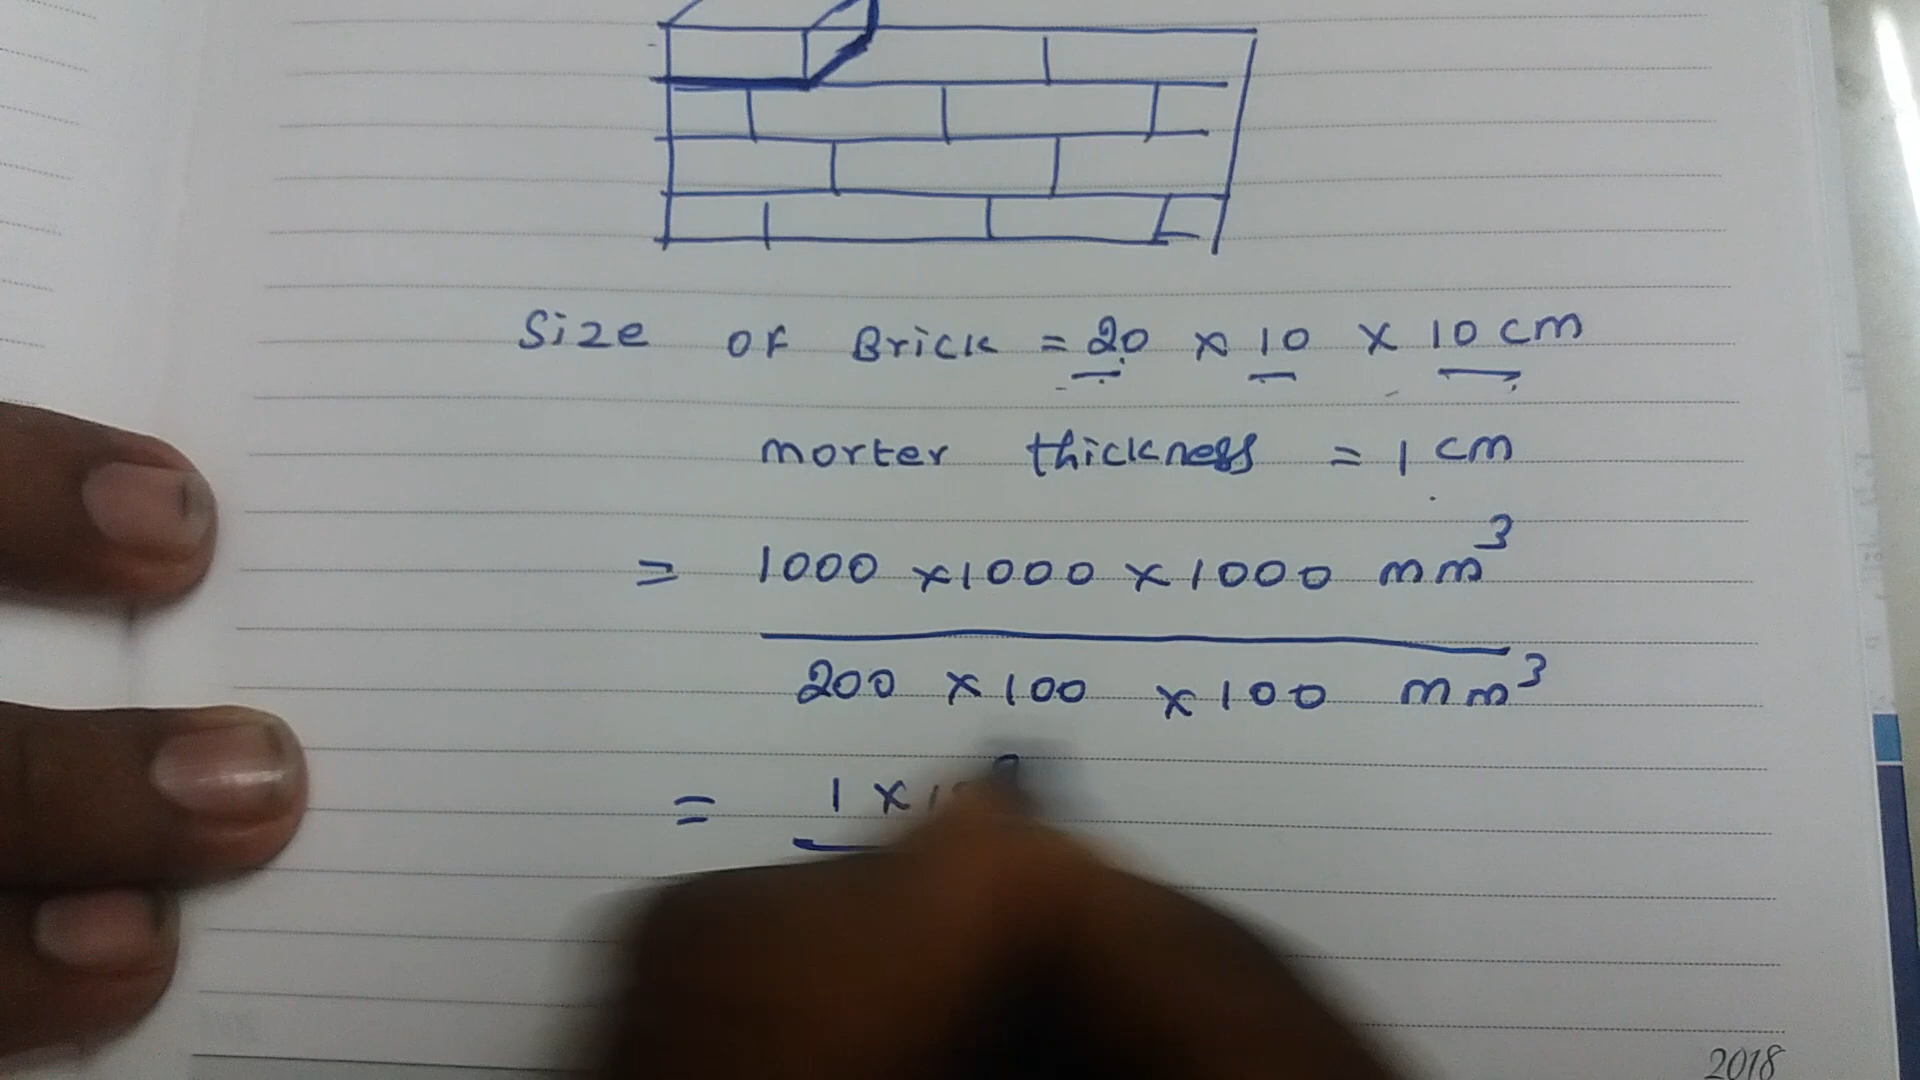 Size of Brick = 20 x 10 x 10 cm
morter thickness = 1 cm
= 1000 x 1000 x 1000 mm³
200 x 100 x 100 mm³
= 1 x
2018